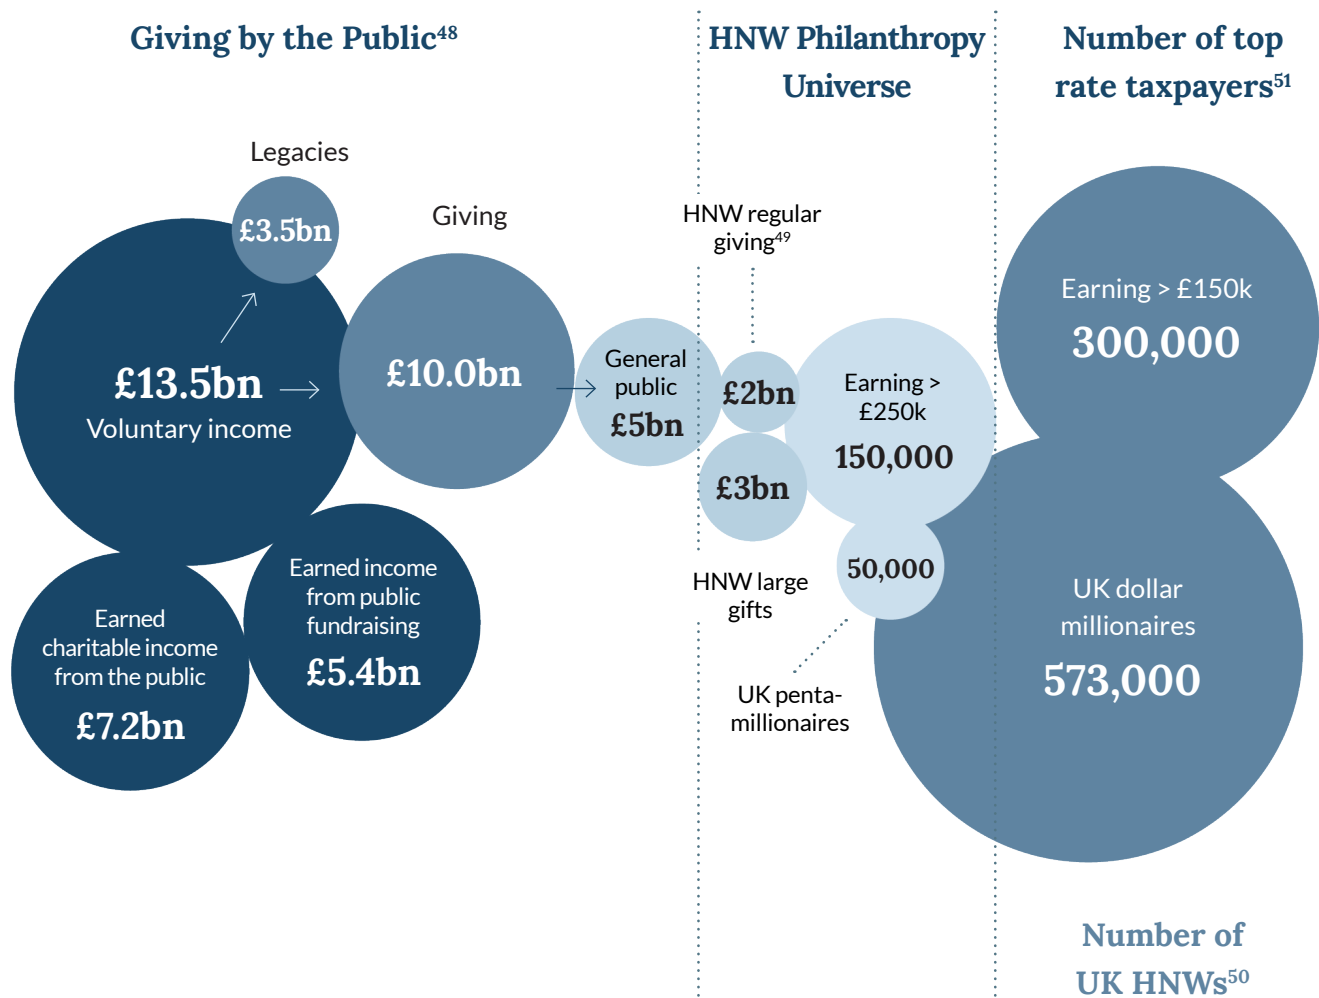 Giving by the Public48
HNW Philanthropy
Universe
Number of top
rate taxpayers51
Legacies
£3.5bn
Giving
£13.5bn
Voluntary income
£10.0bn
General
public
£5bn
HNW regular
giving49
£2bn
£3bn
HNW large
gifts
Earning >
£250k
150,000
50,000
UK penta-
millionaires
Earning > £150k
300,000
UK dollar
millionaires
573,000
Earned
charitable income
from the public
£7.2bn
Earned income
from public
fundraising
£5.4bn
Number of
UK HNWs50